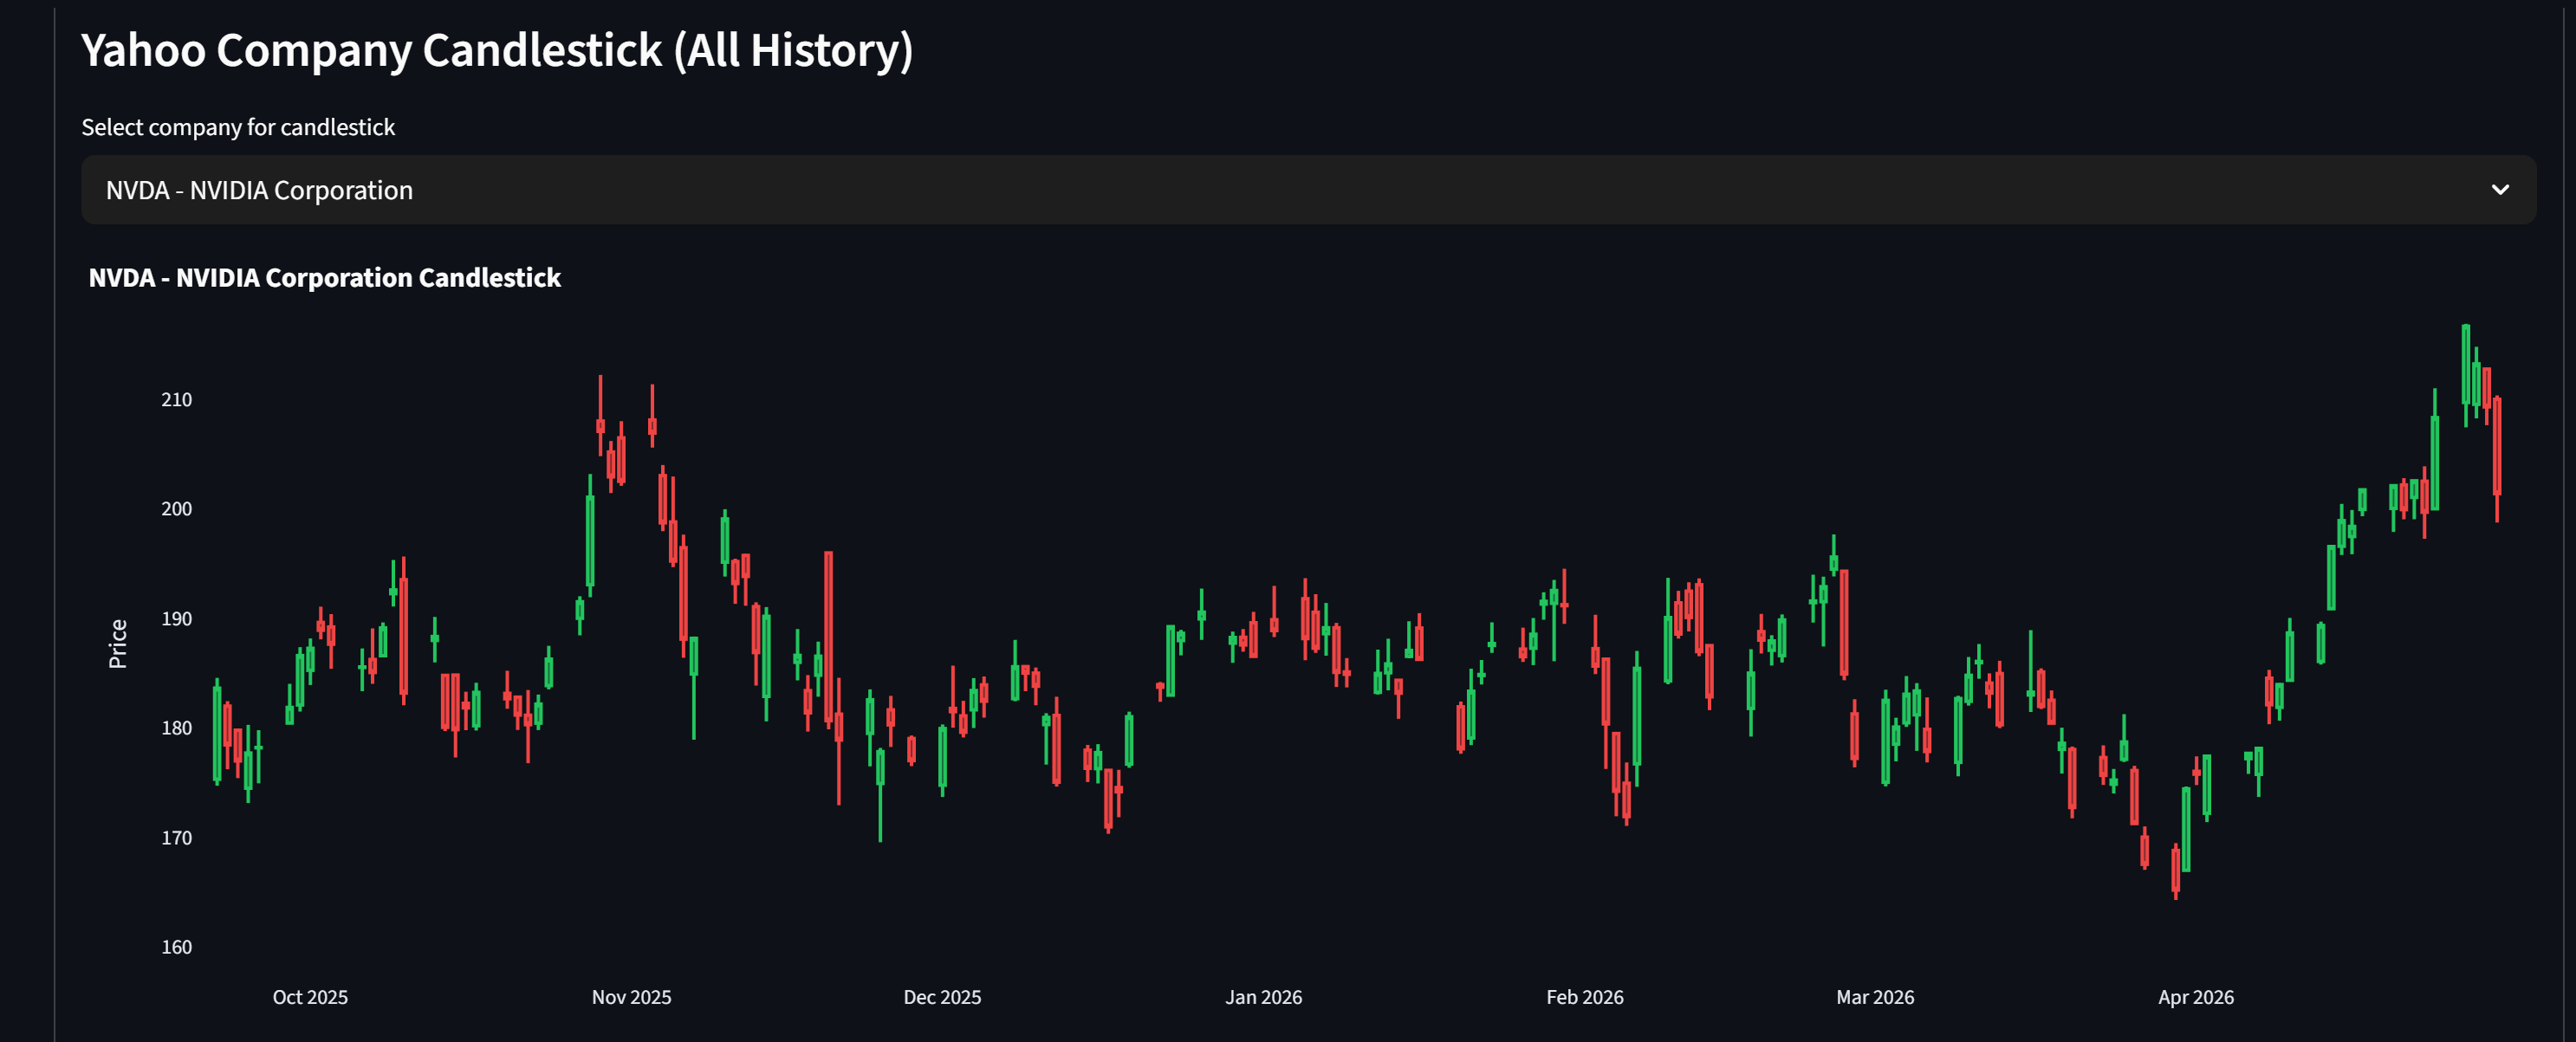 Yahoo Company Candlestick (All History)
Select company for candlestick
NVDA - NVIDIA Corporation
NVDA - NVIDIA Corporation Candlestick
210
200
190
180
170
160
Price
Oct 2025
Nov 2025
Dec 2025
Jan 2026
Feb 2026
Mar 2026
Apr 2026